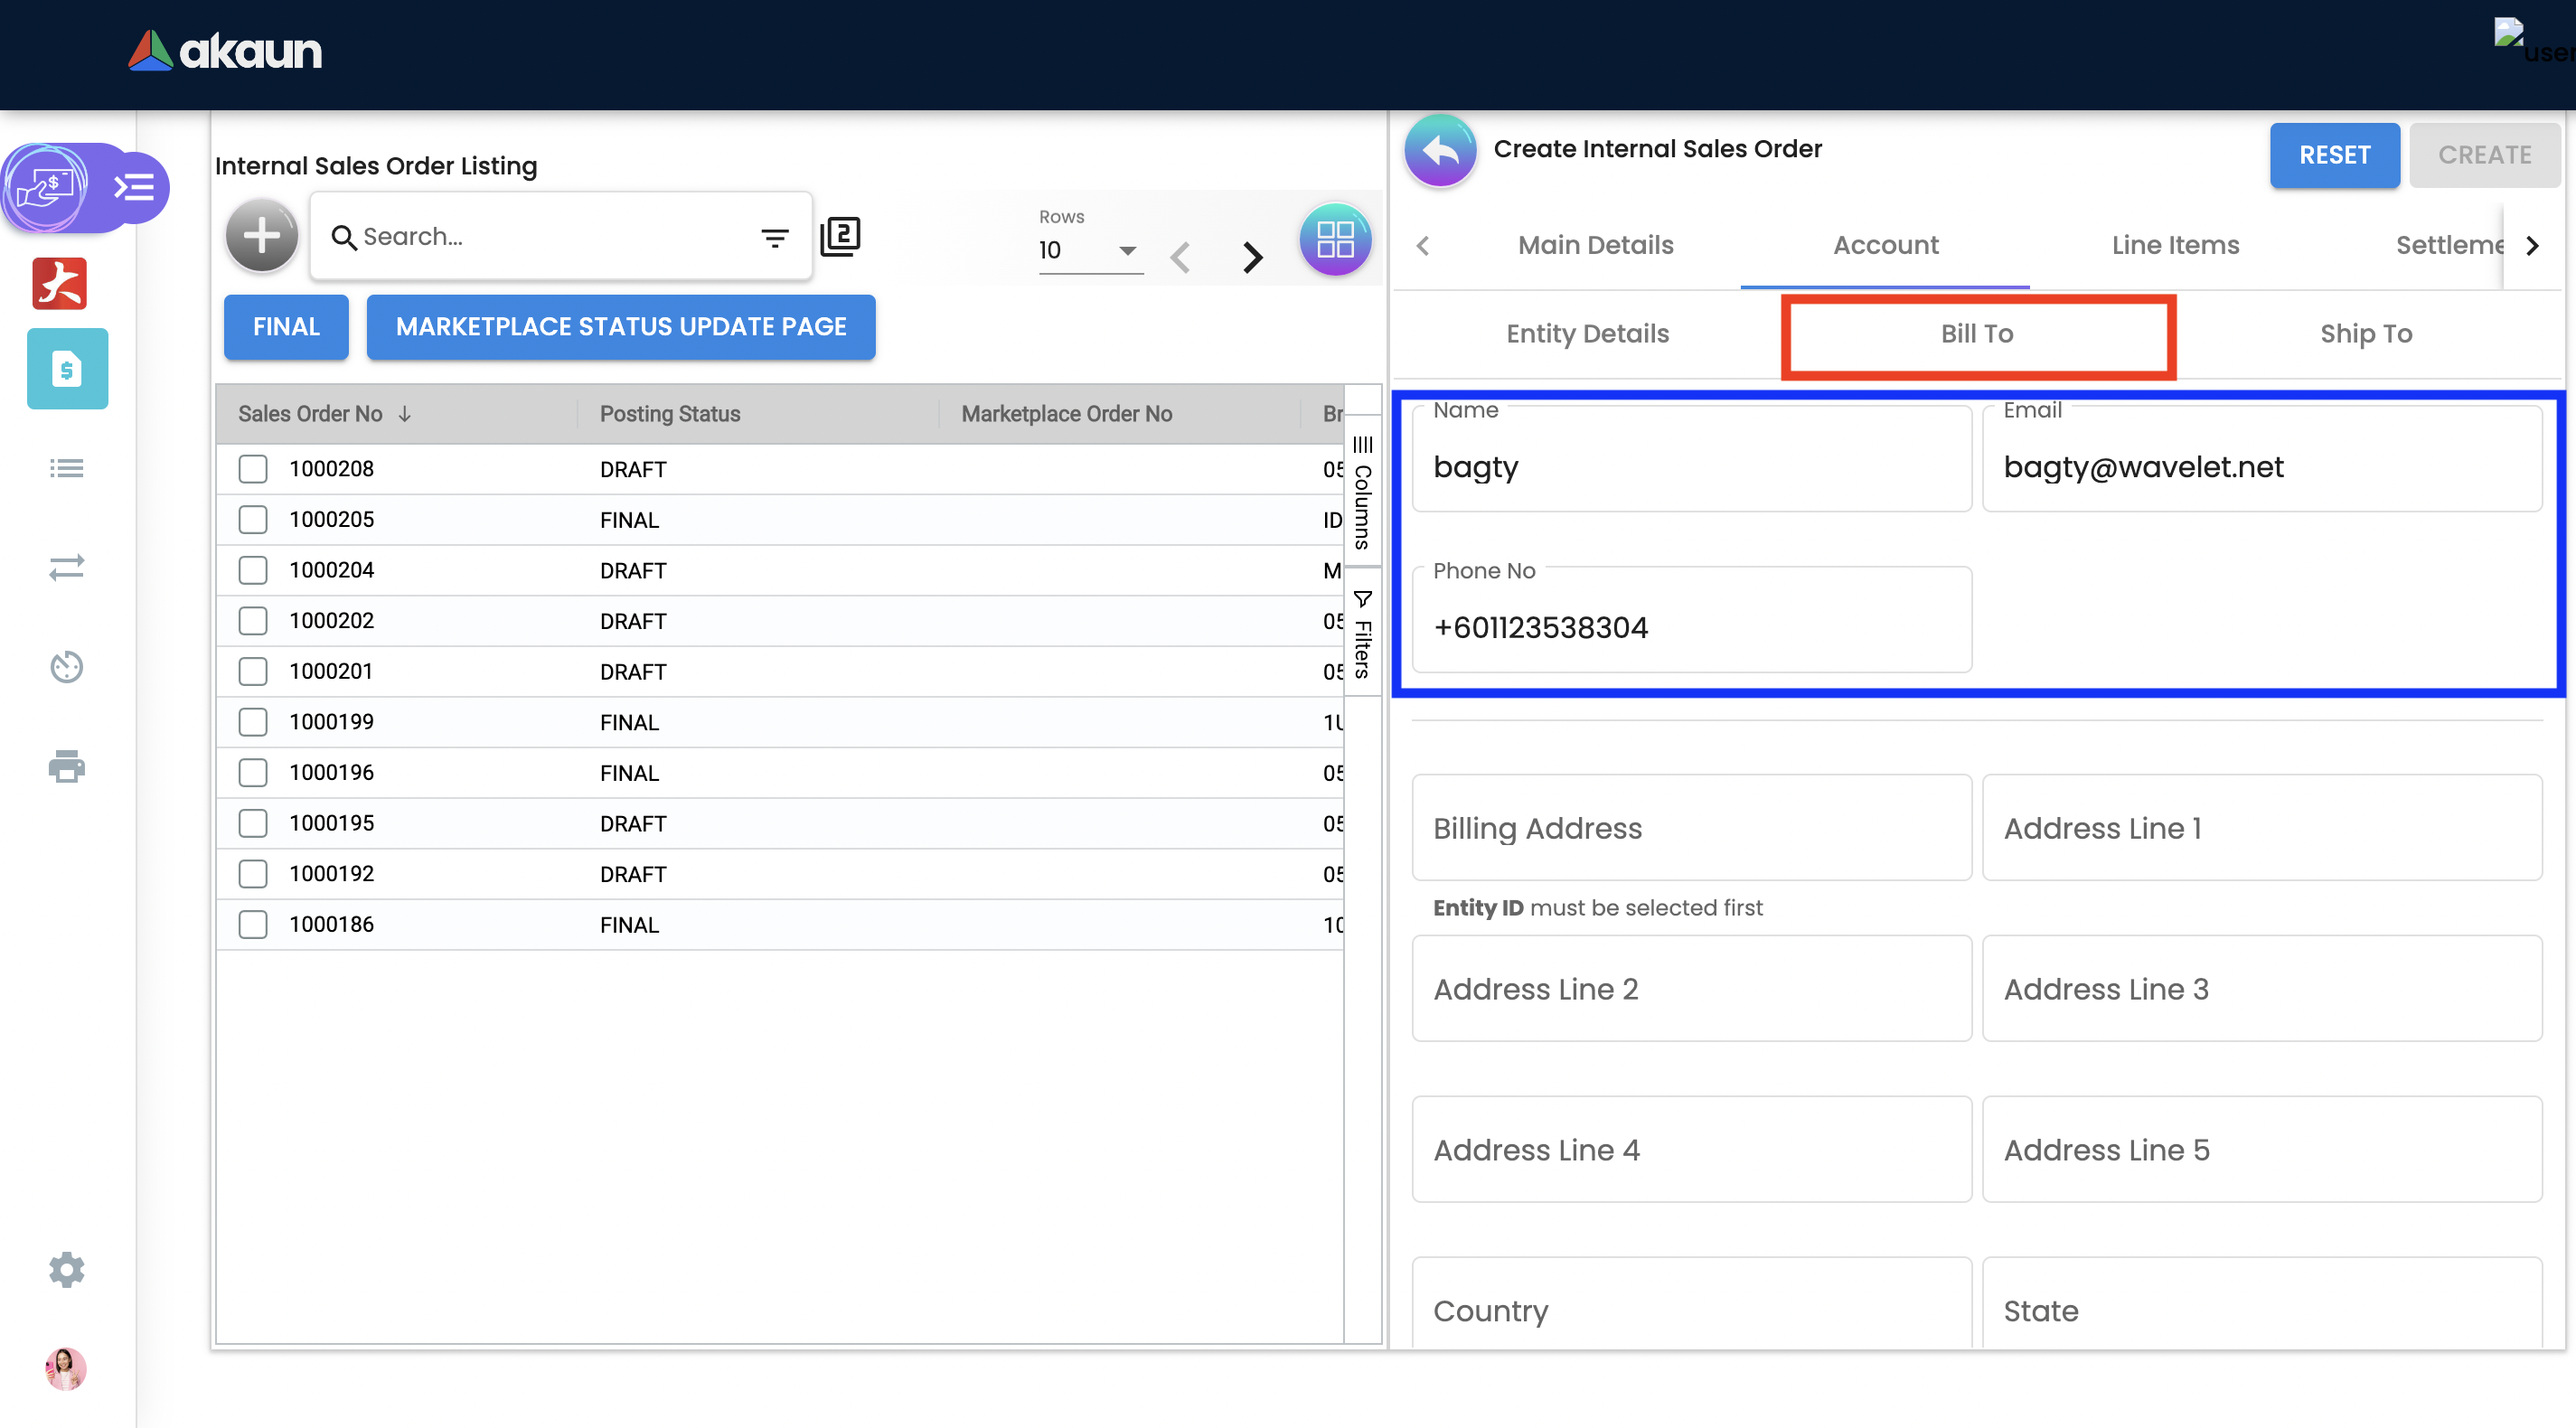 akaun
user
Internal Sales Order Listing
Search...
2
Rows
10
FINAL
MARKETPLACE STATUS UPDATE PAGE
Sales Order No Posting Status Marketplace Order No Br
1000208 DRAFT 05
1000205 FINAL ID
1000204 DRAFT M
1000202 DRAFT 05
1000201 DRAFT 05
1000199 FINAL 1U
1000196 FINAL 05
1000195 DRAFT 05
1000192 DRAFT 05
1000186 FINAL 10
Columns
Filters
Create Internal Sales Order
RESET
CREATE
Main Details Account Line Items Settleme
Entity Details Bill To Ship To
Name Email
bagty bagty@wavelet.net
Phone No
+601123538304
Billing Address Address Line 1
Entity ID must be selected first
Address Line 2 Address Line 3
Address Line 4 Address Line 5
Country State